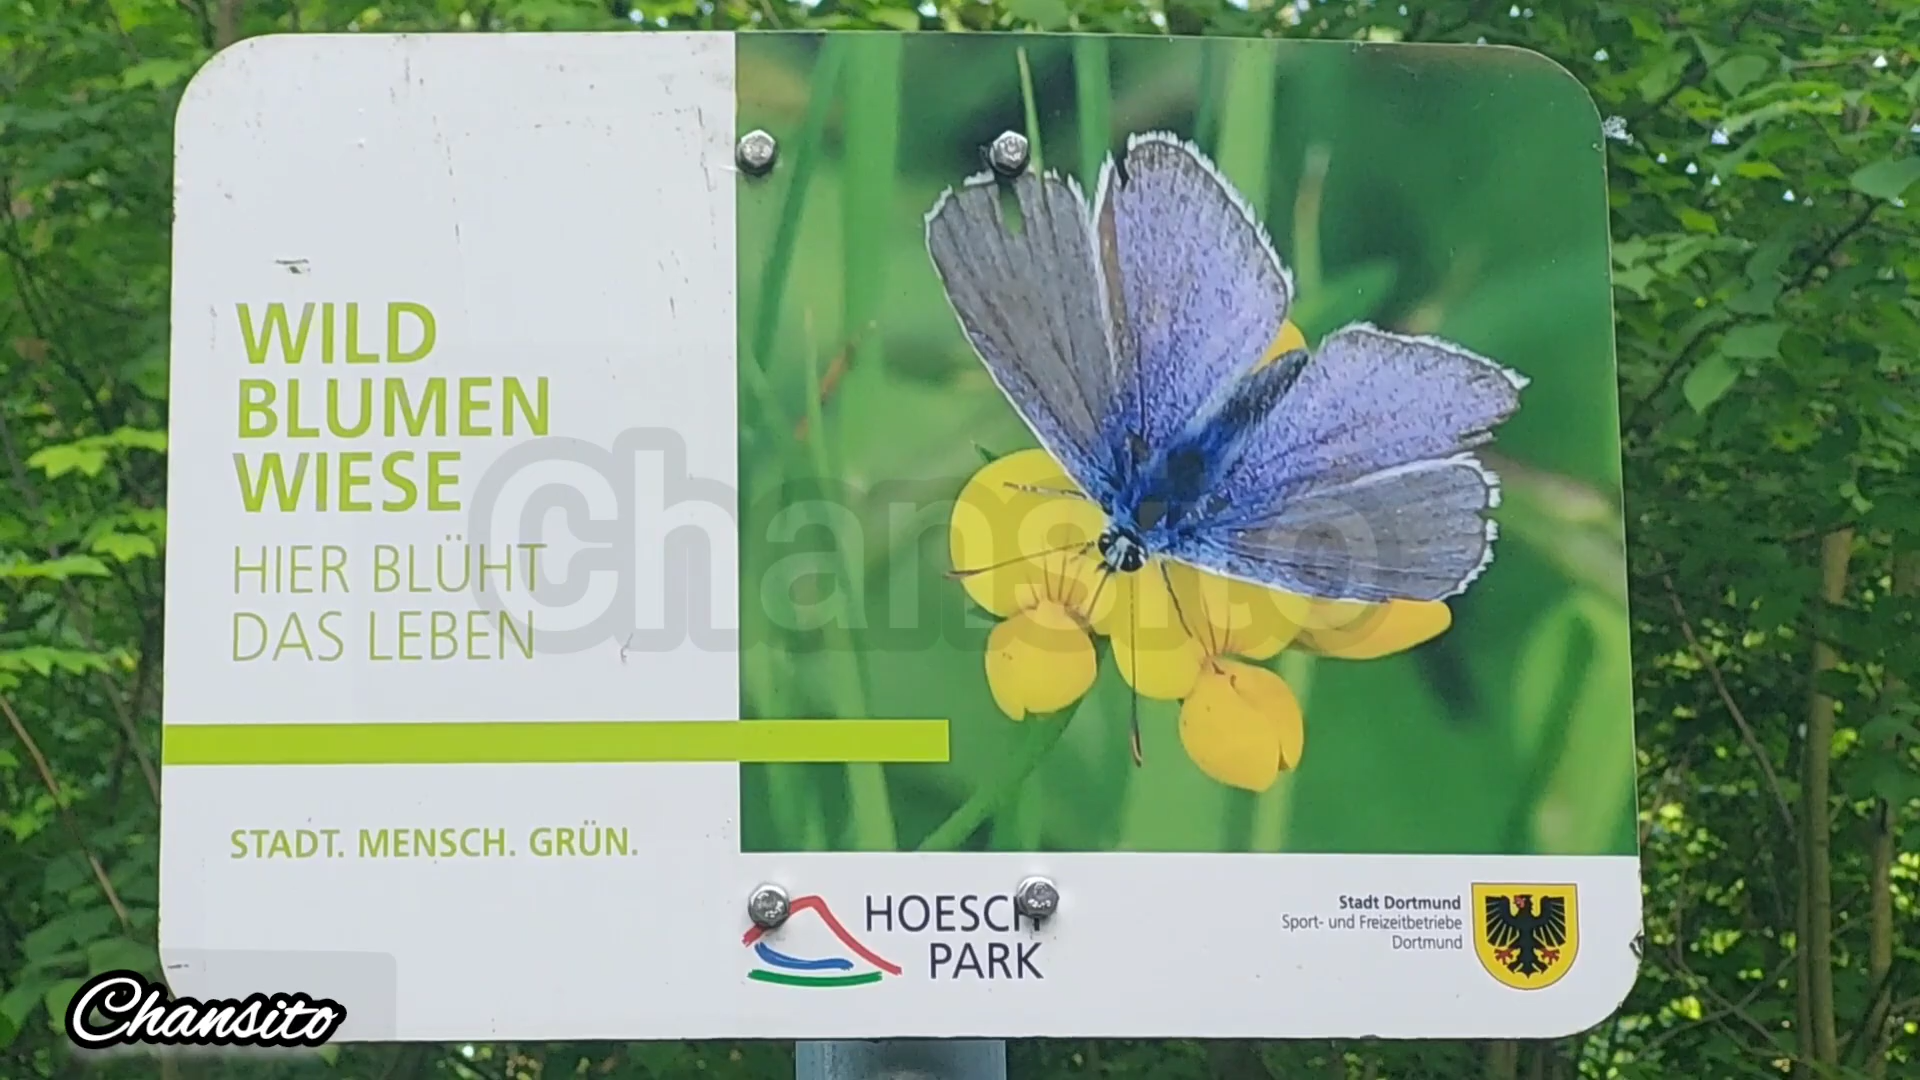 WILD
BLUMEN
WIESE
HIER BLÜHT
DAS LEBEN
Chansito
STADT. MENSCH. GRÜN.
HOESCH
PARK
Stadt Dortmund
Sport- und Freizeitbetriebe
Dortmund
Chansito